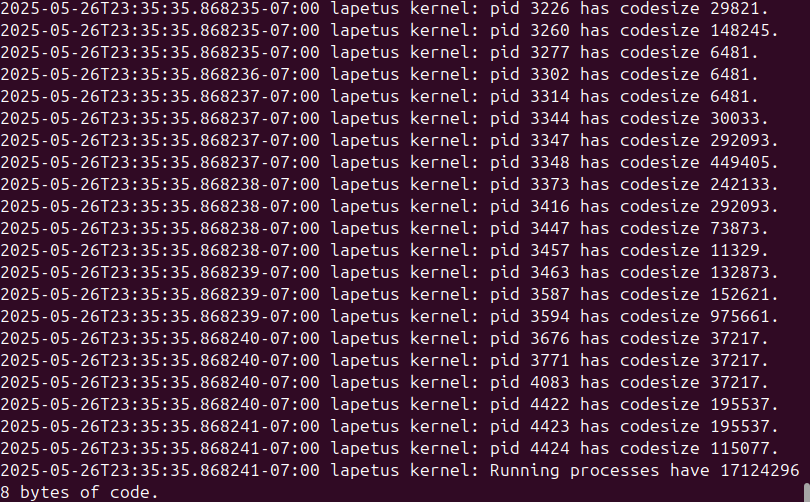 2025-05-26T23:35:35.868235-07:00 lapetus kernel: pid 3226 has codesize 29821.
2025-05-26T23:35:35.868235-07:00 lapetus kernel: pid 3260 has codesize 148245.
2025-05-26T23:35:35.868235-07:00 lapetus kernel: pid 3277 has codesize 6481.
2025-05-26T23:35:35.868236-07:00 lapetus kernel: pid 3302 has codesize 6481.
2025-05-26T23:35:35.868237-07:00 lapetus kernel: pid 3314 has codesize 6481.
2025-05-26T23:35:35.868237-07:00 lapetus kernel: pid 3344 has codesize 30033.
2025-05-26T23:35:35.868237-07:00 lapetus kernel: pid 3347 has codesize 292093.
2025-05-26T23:35:35.868237-07:00 lapetus kernel: pid 3348 has codesize 449405.
2025-05-26T23:35:35.868238-07:00 lapetus kernel: pid 3373 has codesize 242133.
2025-05-26T23:35:35.868238-07:00 lapetus kernel: pid 3416 has codesize 292093.
2025-05-26T23:35:35.868238-07:00 lapetus kernel: pid 3447 has codesize 73873.
2025-05-26T23:35:35.868238-07:00 lapetus kernel: pid 3457 has codesize 11329.
2025-05-26T23:35:35.868239-07:00 lapetus kernel: pid 3463 has codesize 132873.
2025-05-26T23:35:35.868239-07:00 lapetus kernel: pid 3587 has codesize 152621.
2025-05-26T23:35:35.868239-07:00 lapetus kernel: pid 3594 has codesize 975661.
2025-05-26T23:35:35.868240-07:00 lapetus kernel: pid 3676 has codesize 37217.
2025-05-26T23:35:35.868240-07:00 lapetus kernel: pid 3771 has codesize 37217.
2025-05-26T23:35:35.868240-07:00 lapetus kernel: pid 4083 has codesize 37217.
2025-05-26T23:35:35.868240-07:00 lapetus kernel: pid 4422 has codesize 195537.
2025-05-26T23:35:35.868241-07:00 lapetus kernel: pid 4423 has codesize 195537.
2025-05-26T23:35:35.868241-07:00 lapetus kernel: pid 4424 has codesize 115077.
2025-05-26T23:35:35.868241-07:00 lapetus kernel: Running processes have 17124296
8 bytes of code.